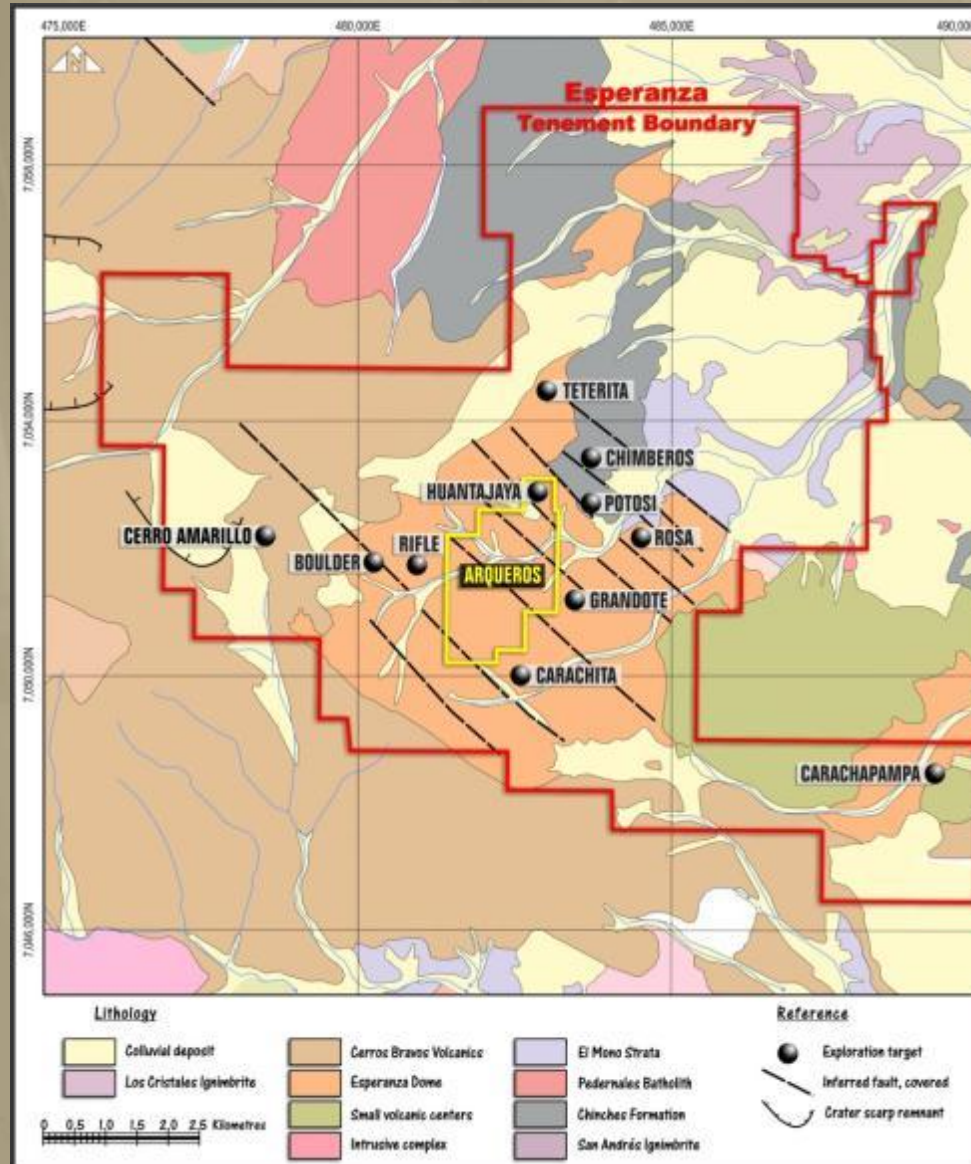 475,000E 480,000E 485,000E 490,000
N
Esperanza
Tenement Boundary
7,058,000N
7,054,000N
7,050,000N
7,046,000N
TETERITA
CHIMBEROS
HUANTAJAYA
POTOSI
CERRO AMARILLO
ROSA
BOULDER
RIFLE
ARQUEROS
GRANDOTE
CARACHITA
CARACHAPAMPA
Lithology
Colluvial deposit
Los Cristales Ignimbrite
Cerros Bravos Volcanics
Esperanza Dome
Small volcanic centers
Intrusive complex
El Mono Strata
Pedernales Batholith
Chinches Formation
San Andrés Ignimbrite
Reference
Exploration target
Inferred fault, covered
Crater scarp remnant
0 0,5 1,0 1,5 2,0 2,5 Kilometres